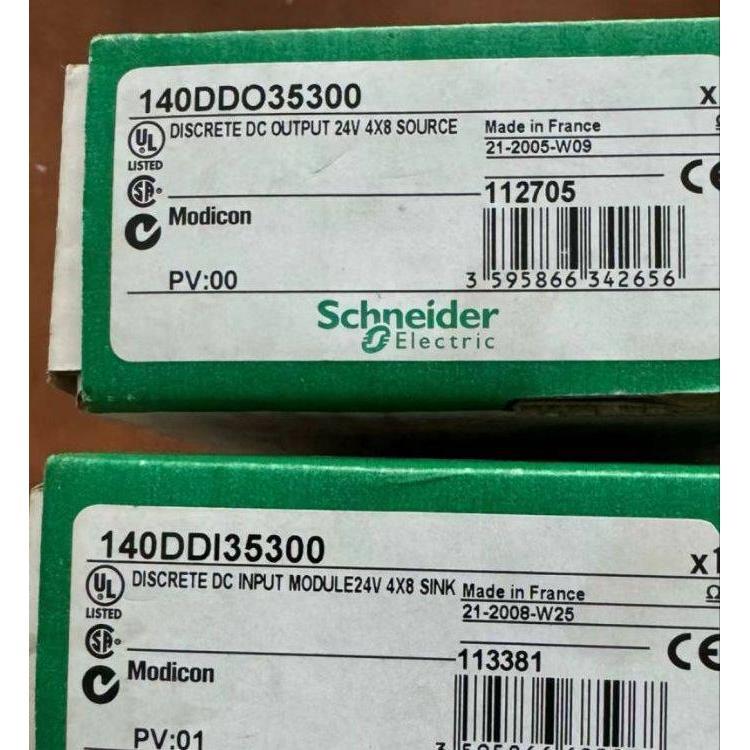 140DDO35300
x
DISCRETE DC OUTPUT 24V 4X8 SOURCE
Made in France
21-2005-W09
UL
LISTED
SA
112705
CE
Modicon
PV:00
3 595866 342656
Schneider
Electric
140DDI35300
x1
DISCRETE DC INPUT MODULE24V 4X8 SINK
Made in France
21-2008-W25
UL
LISTED
SA
113381
CE
Modicon
PV:01